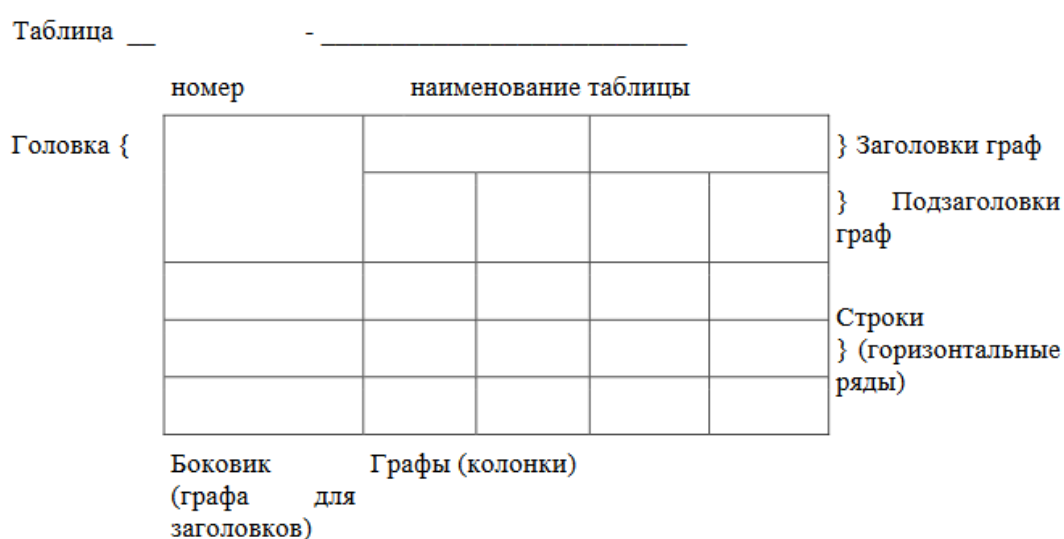 Таблица __ - __________________________
номер наименование таблицы
Головка { } Заголовки граф
} Подзаголовки
граф
Строки
} (горизонтальные
ряды)
Боковик Графы (колонки)
(графа для
заголовков)